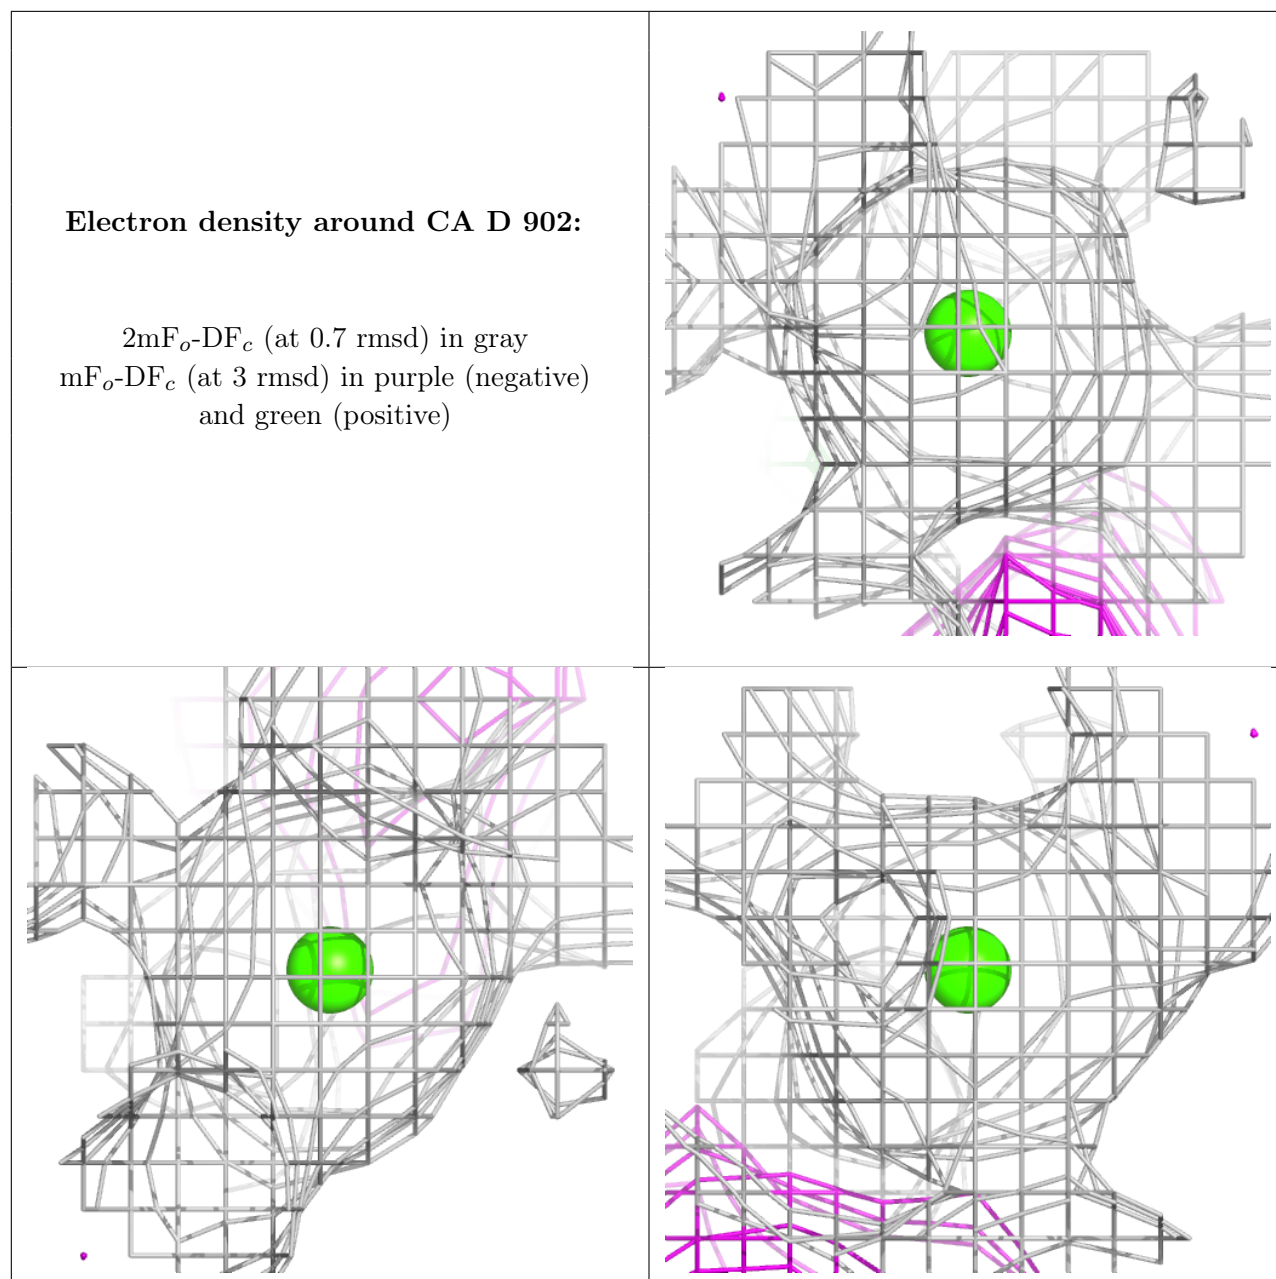 Electron density around CA D 902:
2mFo-DFc (at 0.7 rmsd) in gray
mFo-DFc (at 3 rmsd) in purple (negative)
and green (positive)